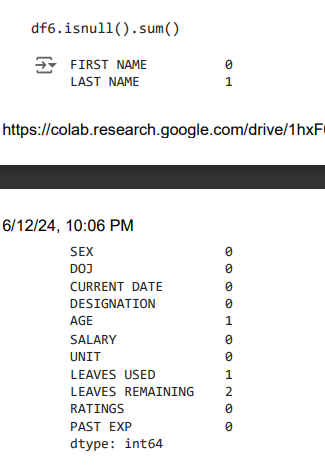 df6.isnull().sum()
FIRST NAME 0
LAST NAME 1
https://colab.research.google.com/drive/1hxF
6/12/24, 10:06 PM
SEX 0
DOJ 0
CURRENT DATE 0
DESIGNATION 0
AGE 1
SALARY 0
UNIT 0
LEAVES USED 1
LEAVES REMAINING 2
RATINGS 0
PAST EXP 0
dtype: int64